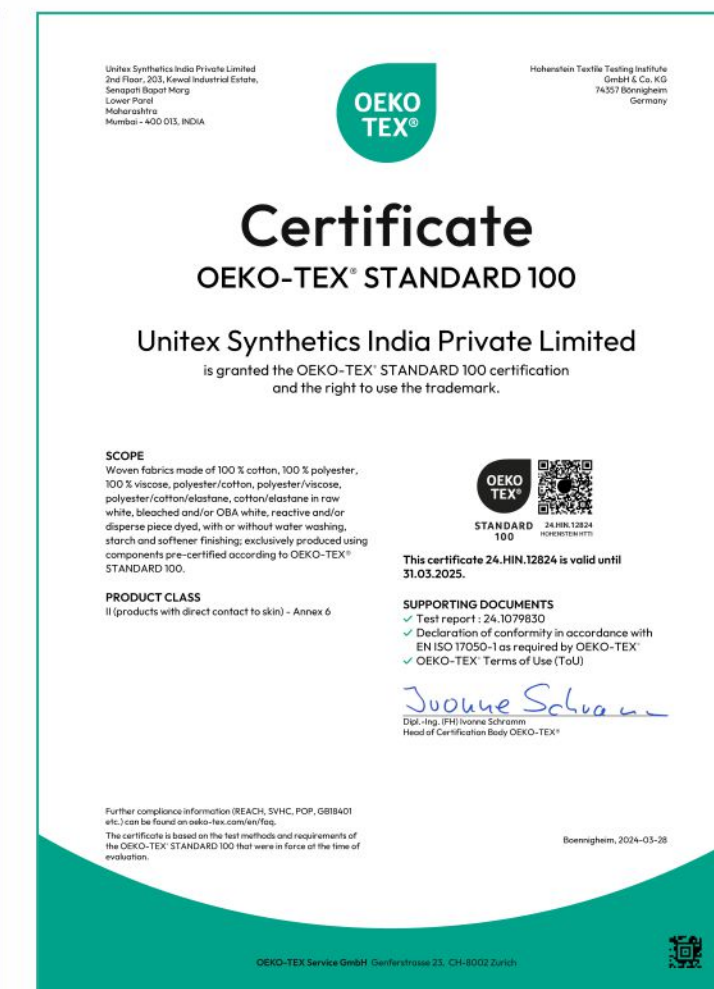 Unitex Synthetics India Private Limited
2nd Floor, 203, Kewal Industrial Estate,
Senapati Bapat Marg
Lower Parel
Maharashtra
Mumbai - 400 013, INDIA
OEKO
TEX®
Hohenstein Textile Testing Institute
GmbH & Co. KG
74357 Bönnigheim
Germany
Certificate
OEKO-TEX® STANDARD 100
Unitex Synthetics India Private Limited
is granted the OEKO-TEX® STANDARD 100 certification
and the right to use the trademark.
SCOPE
Woven fabrics made of 100 % cotton, 100 % polyester,
100 % viscose, polyester/cotton, polyester/viscose,
polyester/cotton/elastane, cotton/elastane in raw
white, bleached and/or OBA white, reactive and/or
disperse piece dyed, with or without water washing,
starch and softener finishing; exclusively produced using
components pre-certified according to OEKO-TEX®
STANDARD 100.
PRODUCT CLASS
II (products with direct contact to skin) - Annex 6
OEKO
TEX®
STANDARD
100
24.HIN.12824
HOHENSTEIN HTTI
This certificate 24.HIN.12824 is valid until
31.03.2025.
SUPPORTING DOCUMENTS
✓ Test report : 24.1079830
✓ Declaration of conformity in accordance with
EN ISO 17050-1 as required by OEKO-TEX®
✓ OEKO-TEX® Terms of Use (ToU)
Ivonne Schramm
Dipl.-Ing. (FH) Ivonne Schramm
Head of Certification Body OEKO-TEX®
Further compliance information (REACH, SVHC, POP, GB18401
etc.) can be found on oeko-tex.com/en/faq.
The certificate is based on the test methods and requirements of
the OEKO-TEX® STANDARD 100 that were in force at the time of
evaluation.
Boennigheim, 2024-03-28
OEKO-TEX Service GmbH Genferstrasse 23, CH-8002 Zurich